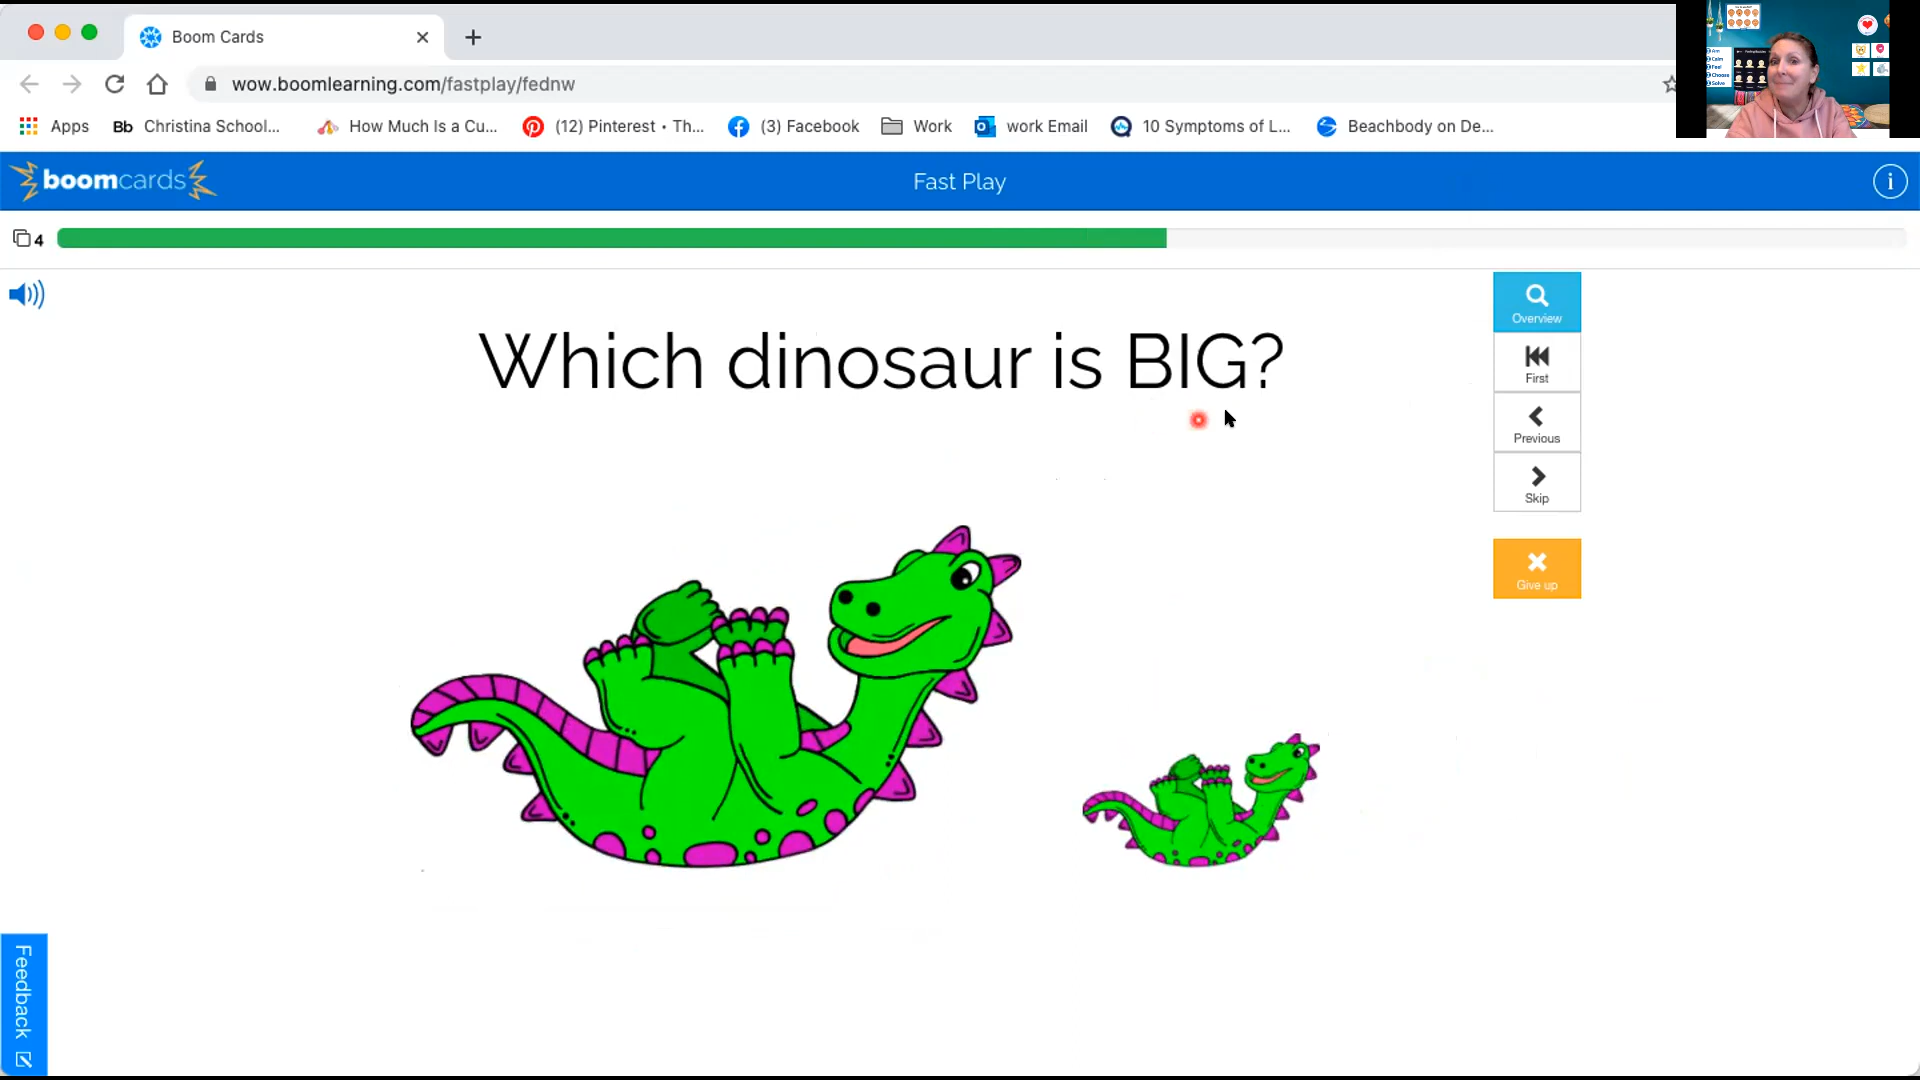 Boom Cards
wow.boomlearning.com/fastplay/fednw
Apps
Bb Christina School...
How Much Is a Cu...
(12) Pinterest • Th...
(3) Facebook
Work
work Email
10 Symptoms of L...
Beachbody on De...
boomcards
Fast Play
i
4
Which dinosaur is BIG?
Overview
First
Previous
Skip
Give up
Feedback